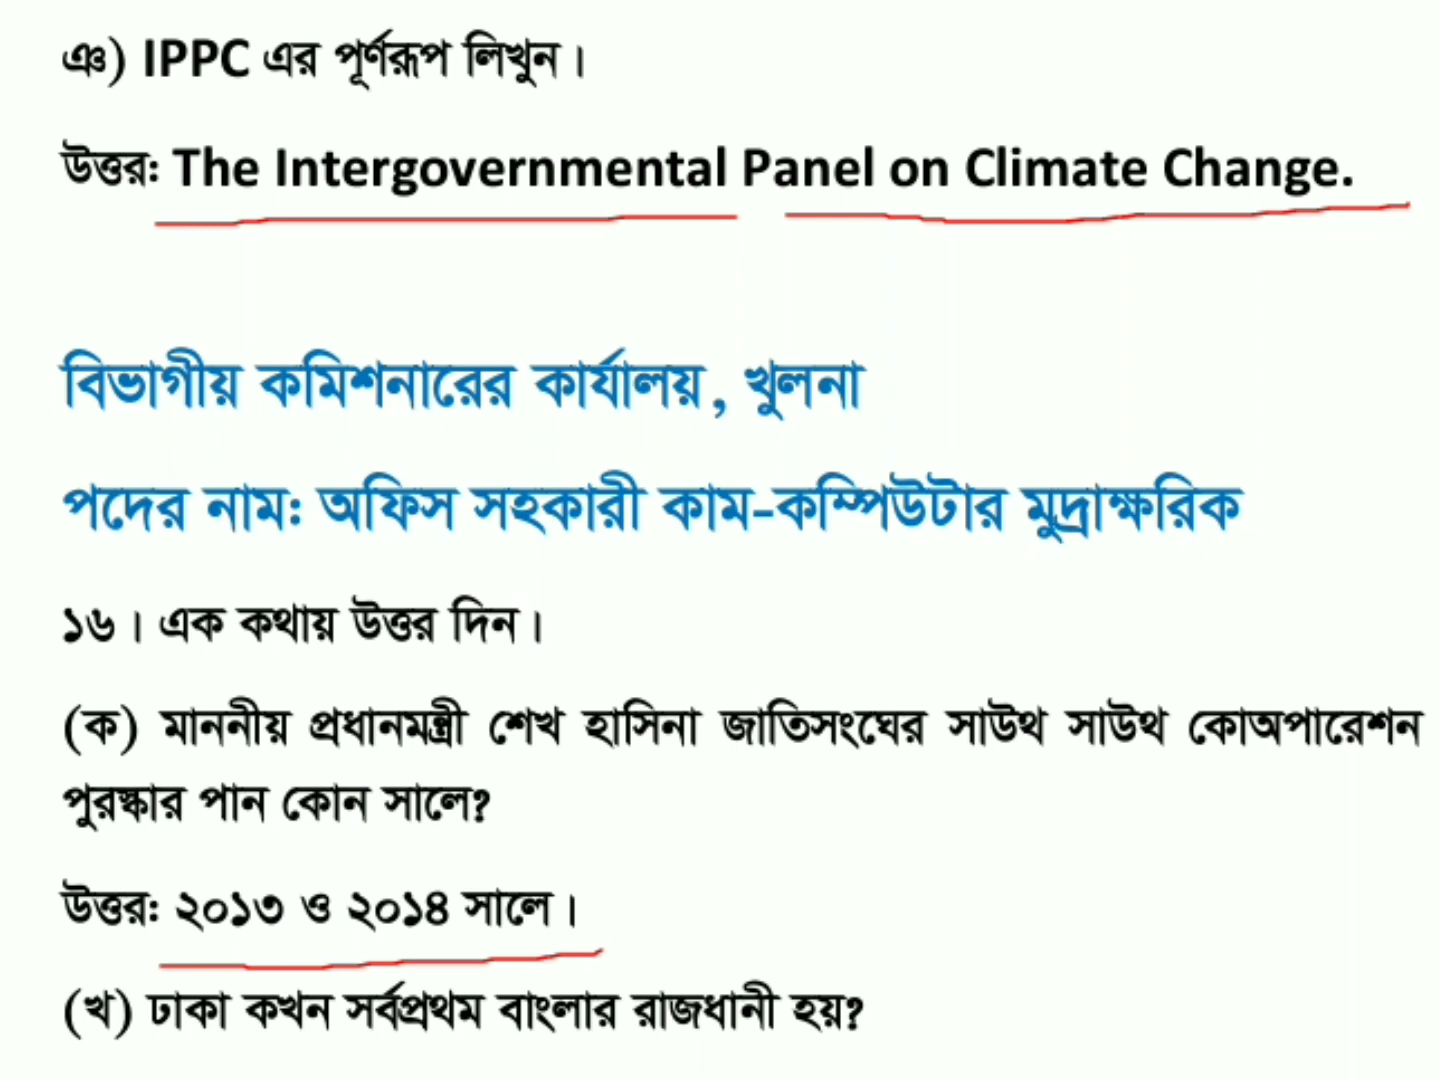 ঞ) IPPC এর পূর্ণরূপ লিখুন।
উত্তরঃ The Intergovernmental Panel on Climate Change.
বিভাগীয় কমিশনারের কার্যালয়, খুলনা
পদের নাম: অফিস সহকারী কাম-কম্পিউটার মুদ্রাক্ষরিক
১৬। এক কথায় উত্তর দিন।
(ক) মাননীয় প্রধানমন্ত্রী শেখ হাসিনা জাতিসংঘের সাউথ সাউথ কোঅপারেশন
পুরস্কার পান কোন সালে?
উত্তরঃ ২০১৩ ও ২০১৪ সালে।
(খ) ঢাকা কখন সর্বপ্রথম বাংলার রাজধানী হয়?